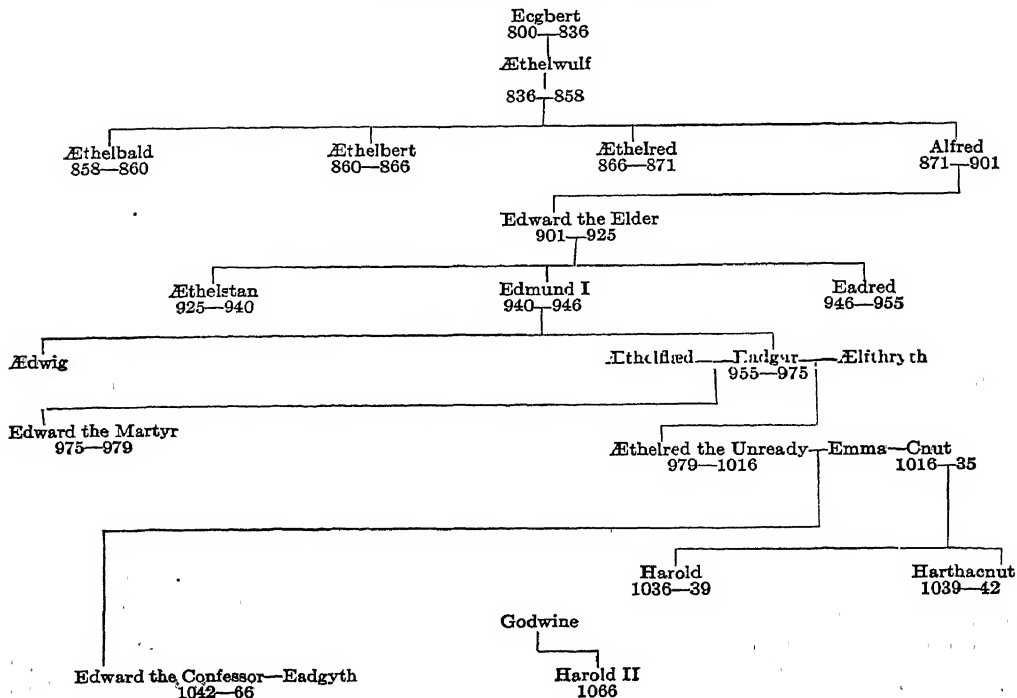 Ecgbert
800—836
Æthelwulf
836—858
Æthelbald Æthelbert Æthelred Alfred
858—860 860—866 866—871 871—901
Edward the Elder
901—925
Æthelstan Edmund I Eadred
925—940 940—946 946—955
Ædwig Æthelflæd—Eadgar—Ælfthryth
955—975
Edward the Martyr
975—979
Æthelred the Unready—Emma—Cnut
979—1016 1016—35
Harold Harthacnut
1036—39 1039—42
Godwine
Edward the Confessor—Eadgyth Harold II
1042—66 1066